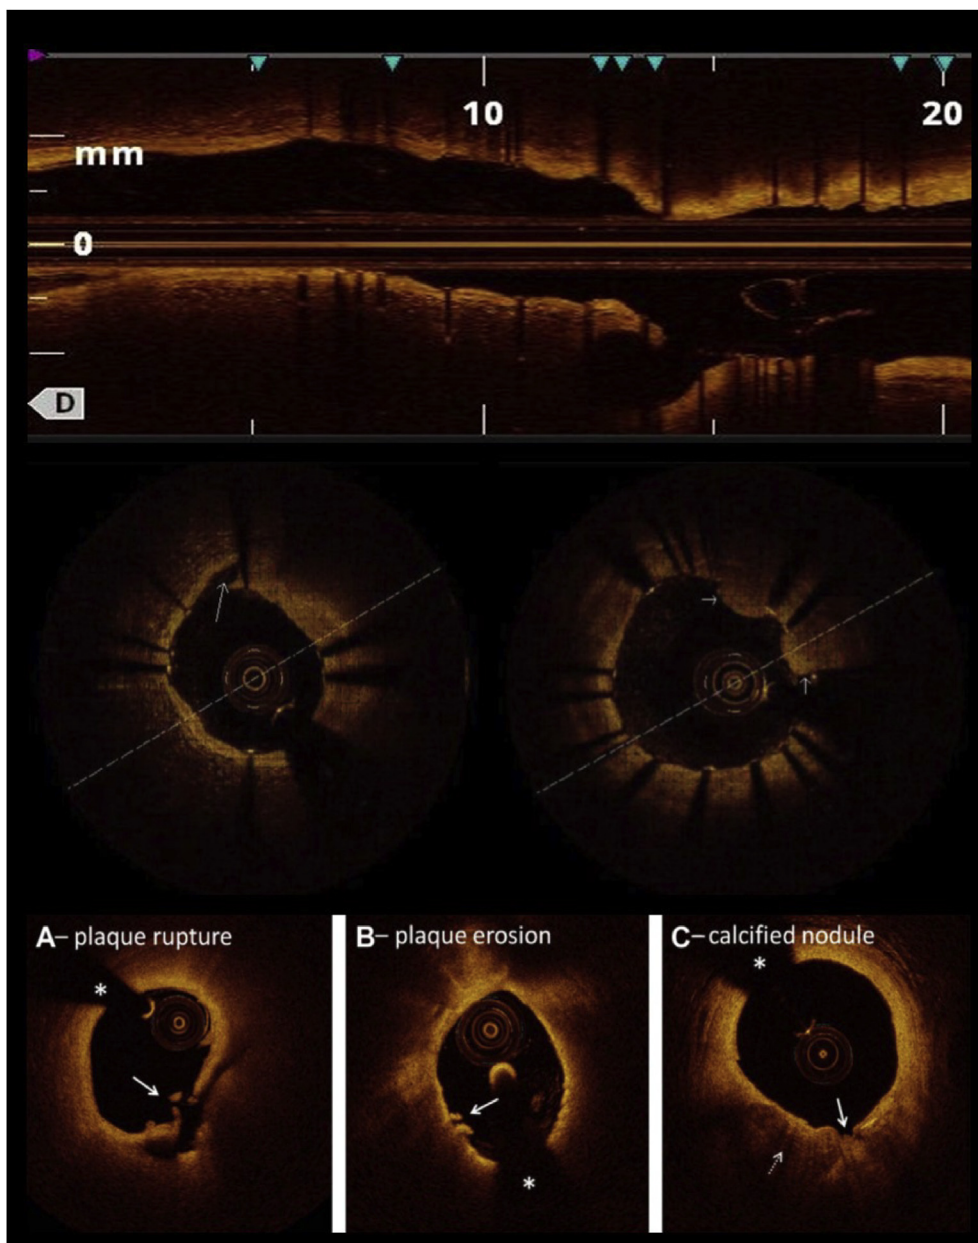 10
20
mm
0
D
A– plaque rupture
B– plaque erosion
C– calcified nodule
*
*
*